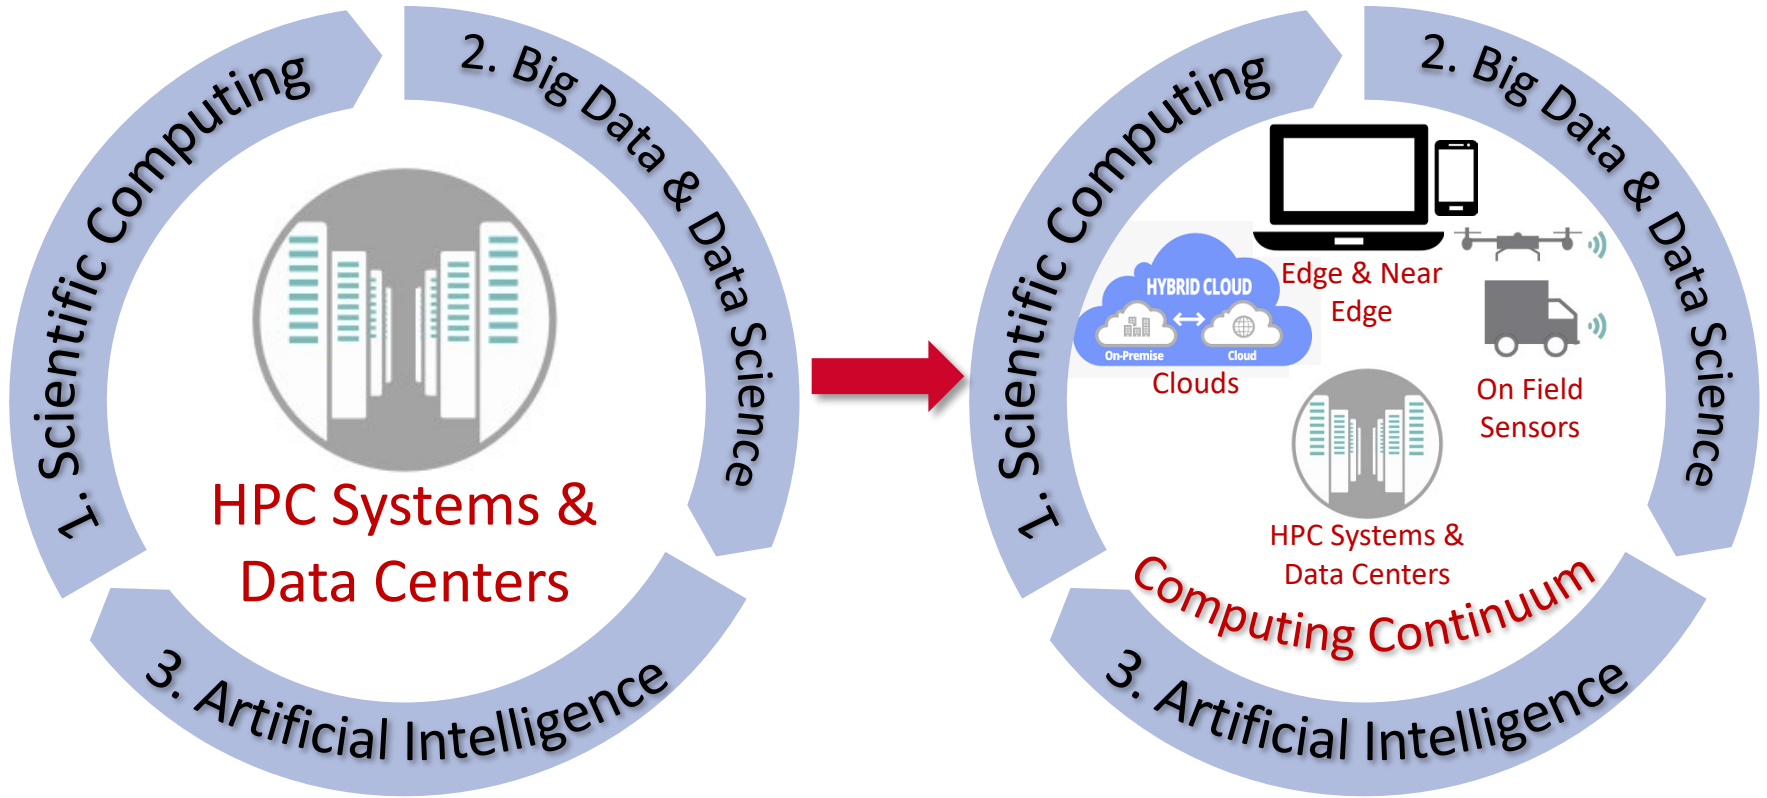 1. Scientific Computing
2. Big Data & Data Science
3. Artificial Intelligence
HPC Systems &
Data Centers
1. Scientific Computing
2. Big Data & Data Science
3. Artificial Intelligence
HYBRID CLOUD
On-Premise
Cloud
Clouds
Edge & Near
Edge
On Field
Sensors
HPC Systems &
Data Centers
Computing Continuum